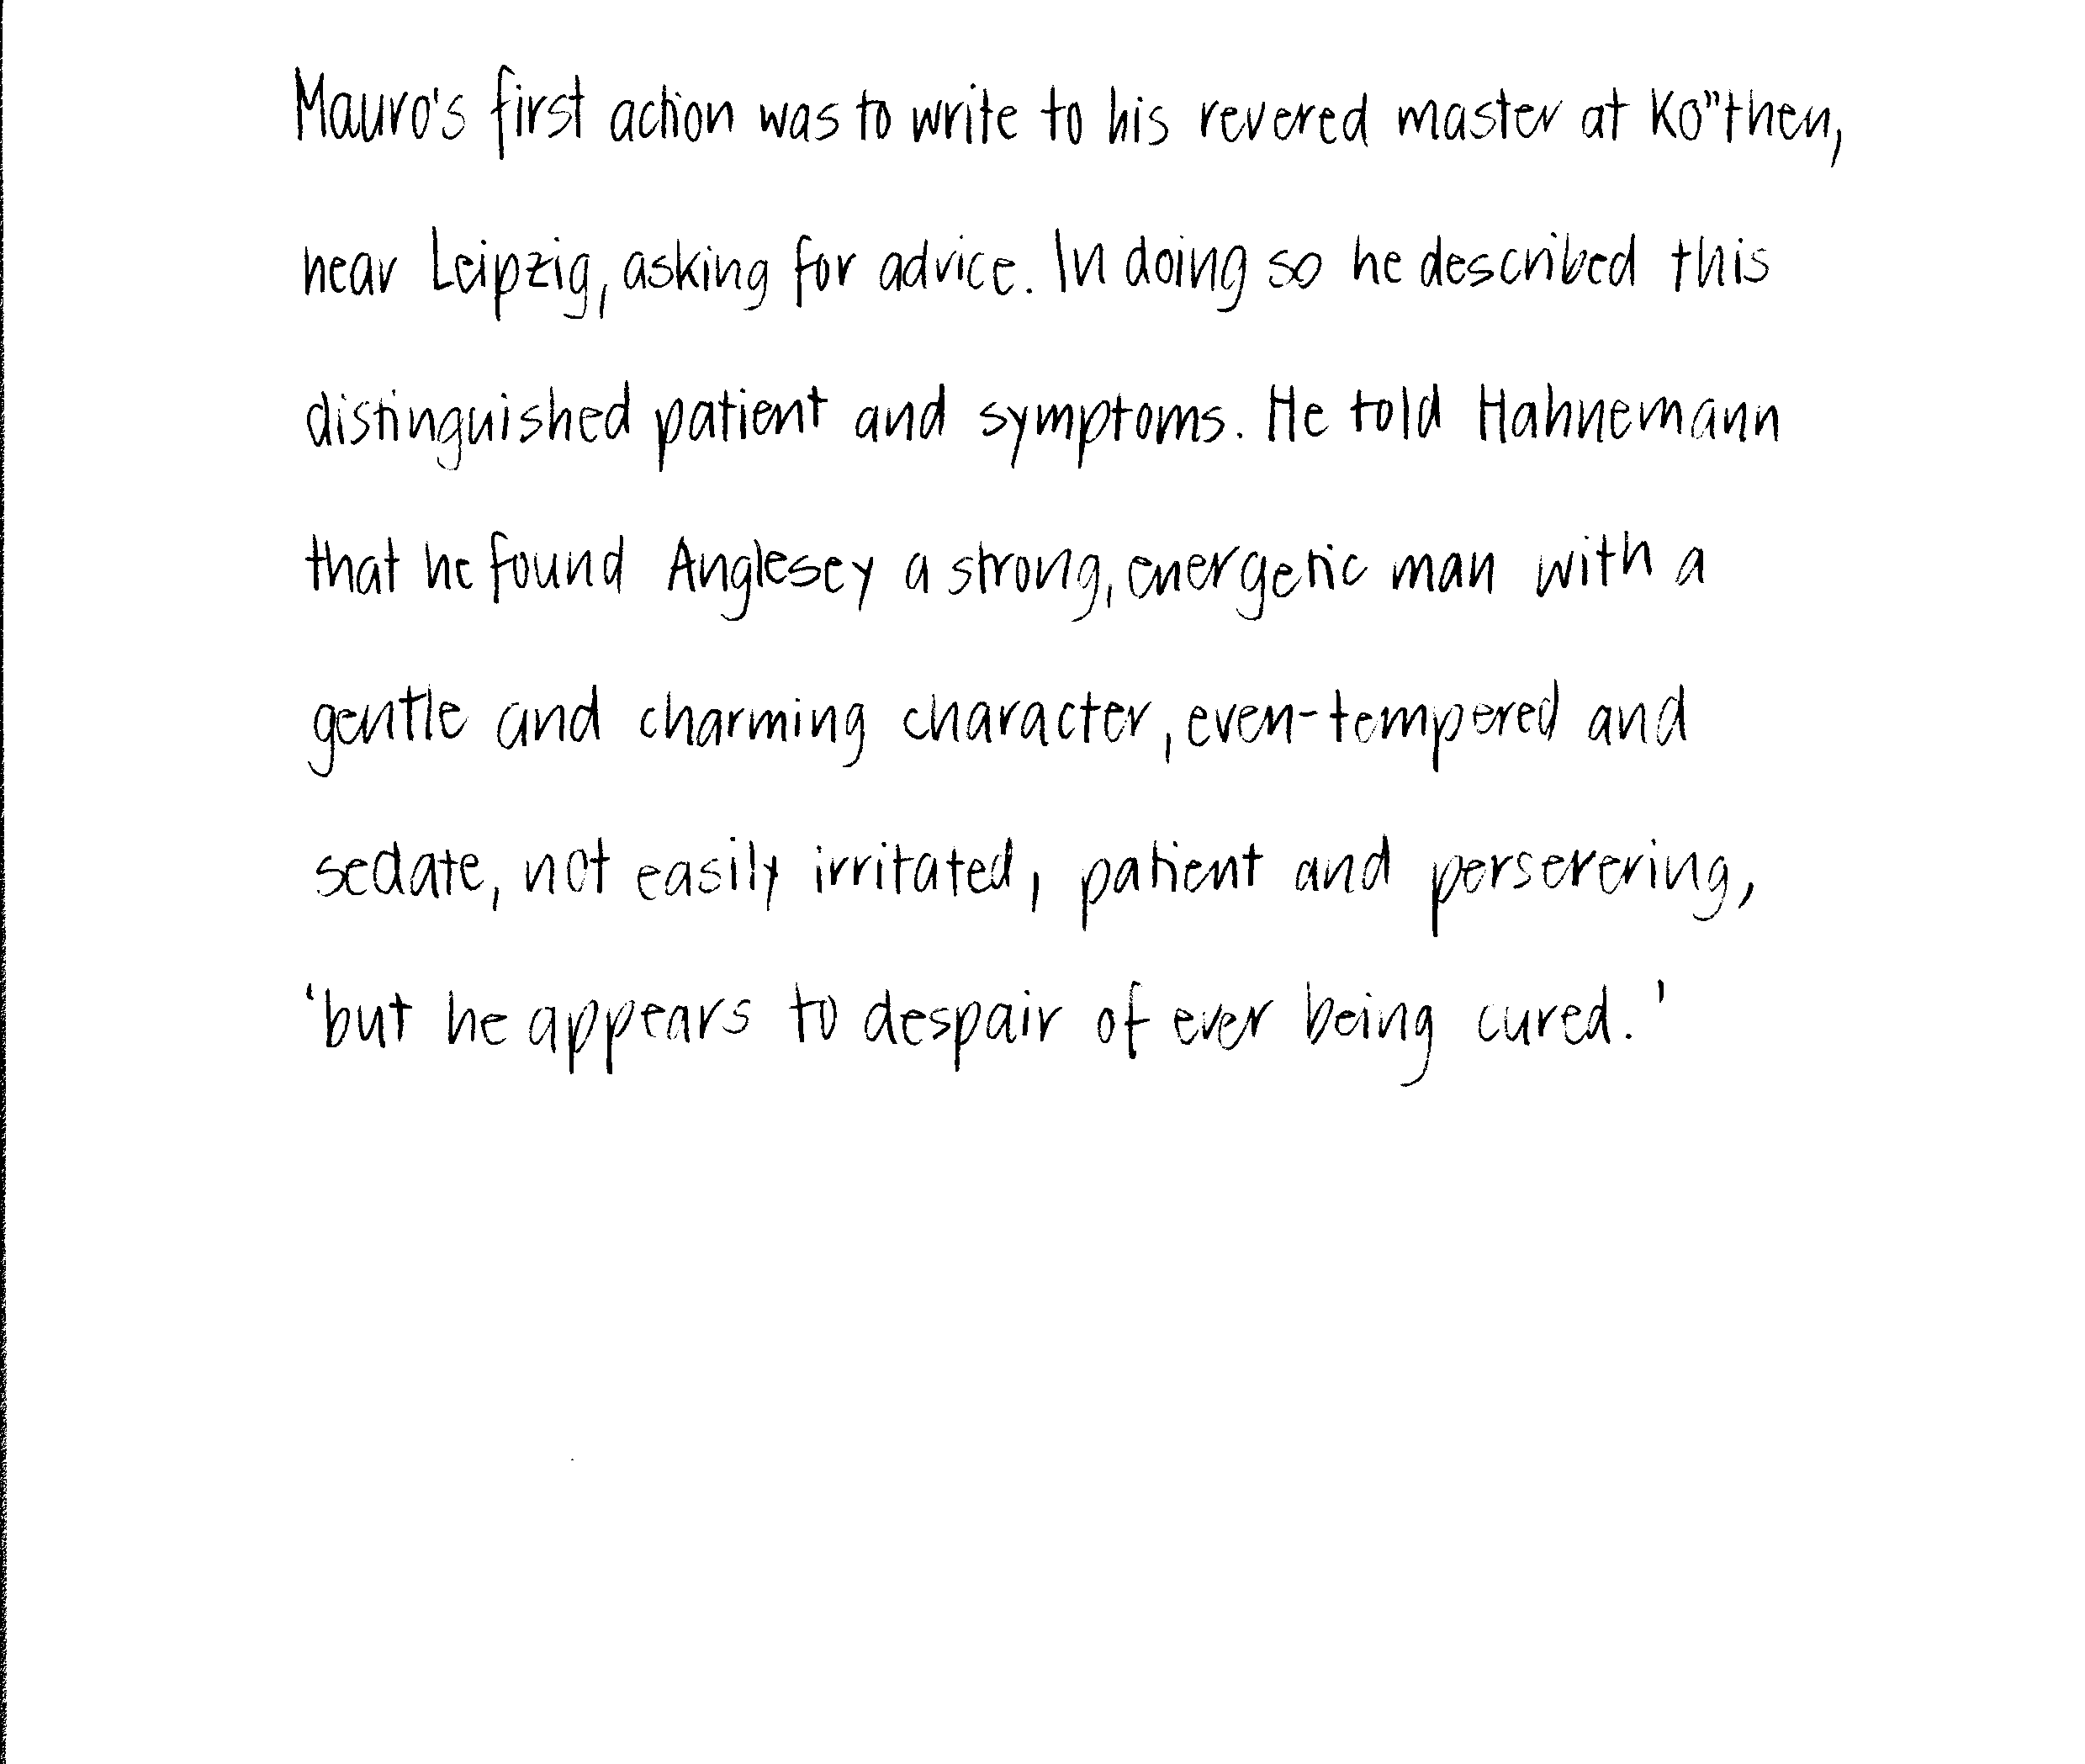 Mauro's first action was to write to his revered master at Ko"then,
near Leipzig, asking for advice. In doing so he described this
distinguished patient and symptoms. He told Hahnemann
that he found Anglesey a strong, energetic man with a
gentle and charming character, even-tempered and
sedate, not easily irritated, patient and persevering,
'but he appears to despair of ever being cured.'